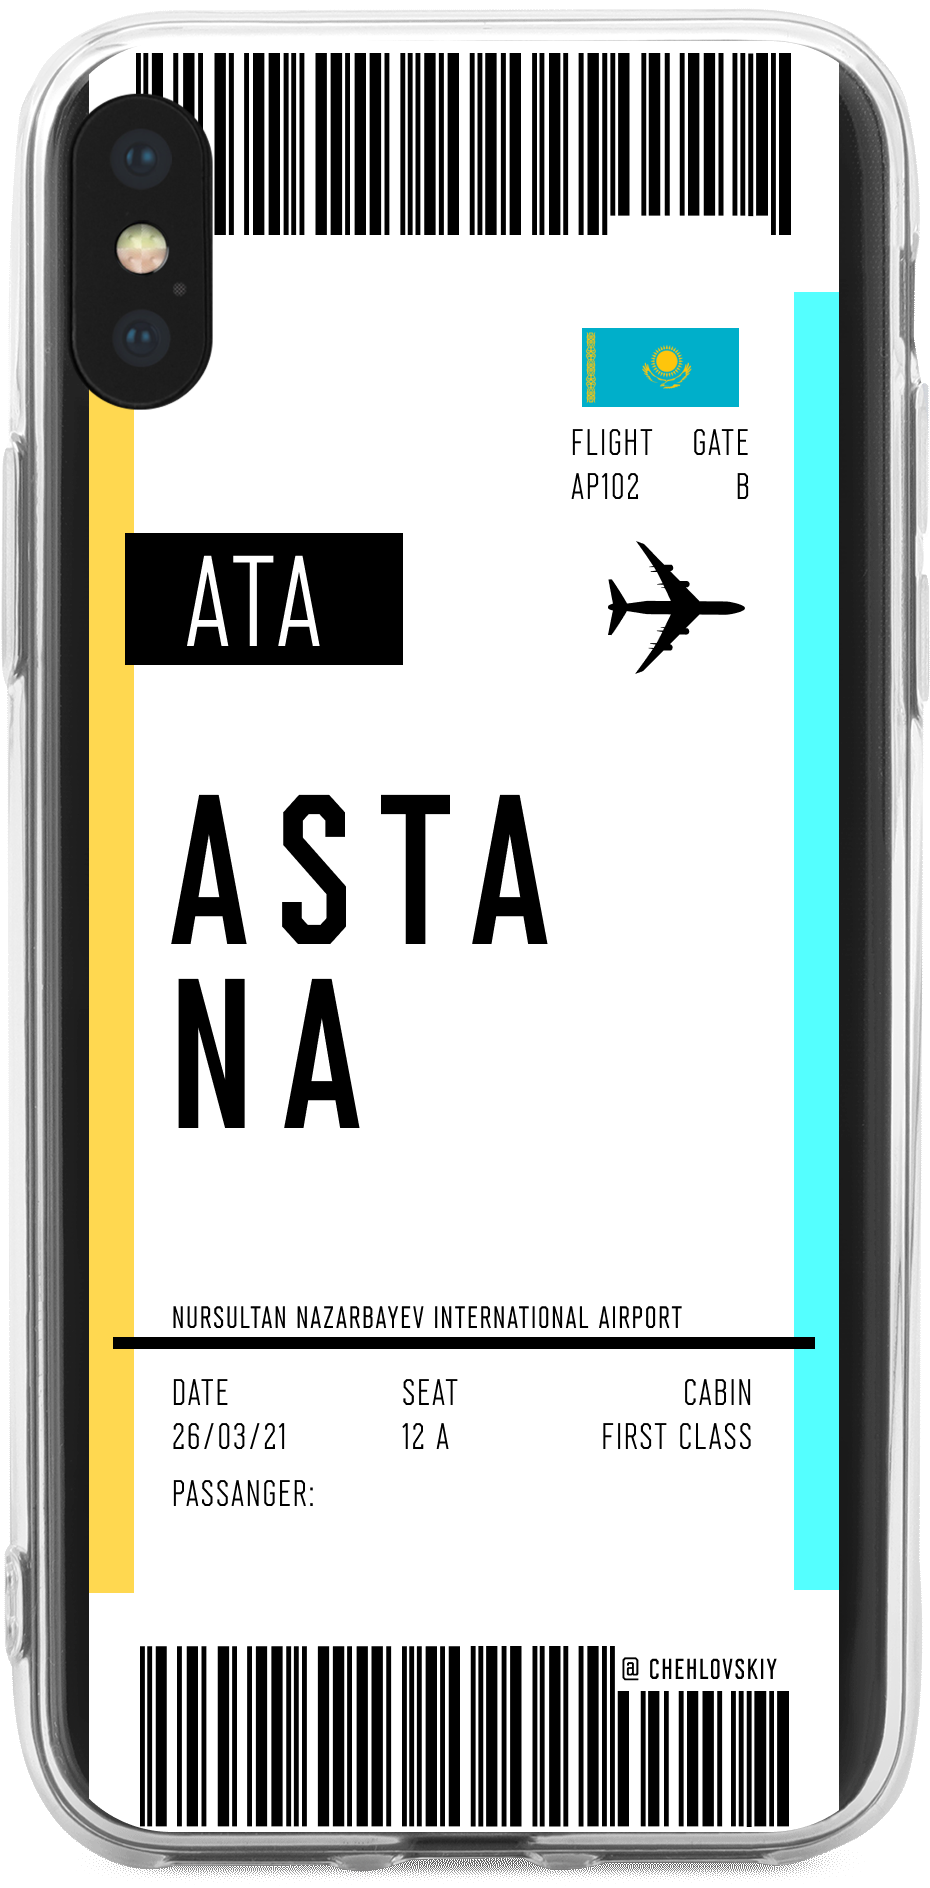 FLIGHT GATE
AP102 B
ATA
ASTA
NA
NURSULTAN NAZARBAYEV INTERNATIONAL AIRPORT
DATE SEAT CABIN
26/03/21 12 A FIRST CLASS
PASSANGER:
@ CHEHLOVSKIY